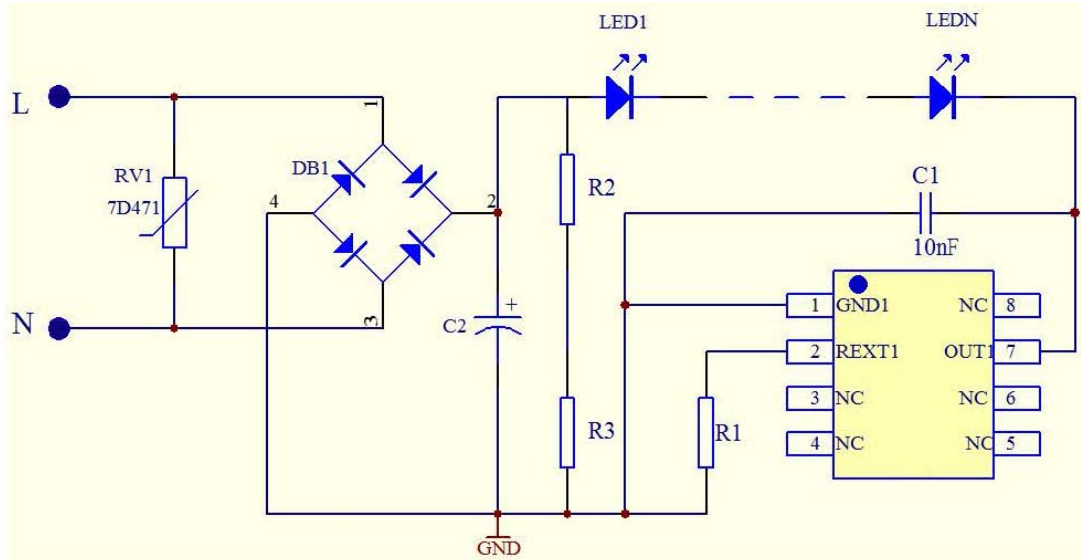 LED1
LEDN
L
1
RV1
7D471
DB1
4
2
R2
C1
10nF
N
3
+
C2
1 GND1
NC 8
2 REXT1
OUT1 7
3 NC
NC 6
4 NC
NC 5
R3
R1
GND